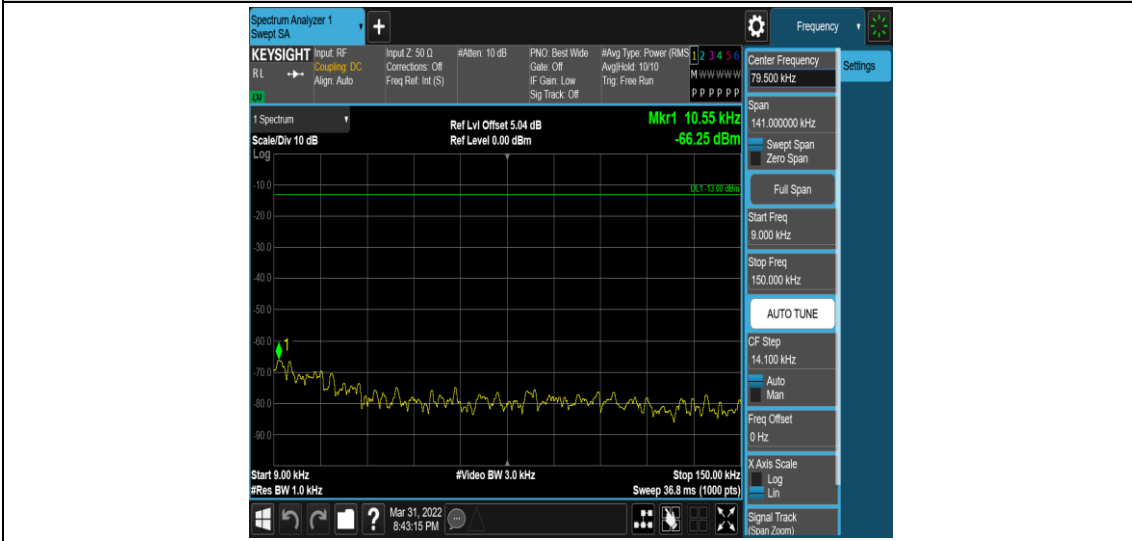 Spectrum Analyzer 1
Swept SA
+
Frequency
KEYSIGHT
RL
Input: RF
Coupling: DC
Align: Auto
Input Z: 50 Ω
Corrections: Off
Freq Ref: Int (S)
#Atten: 10 dB
PNO: Best Wide
Gate: Off
IF Gain: Low
Sig Track: Off
#Avg Type: Power (RMS
Avg|Hold: 10/10
Trig: Free Run
1 2 3 4 5 6
M W W W W W
P P P P P P
1 Spectrum
Scale/Div 10 dB
Log
Ref Lvl Offset 5.04 dB
Ref Level 0.00 dBm
Mkr1 10.55 kHz
-66.25 dBm
DL1 -13.00 dBm
-10.0
-20.0
-30.0
-40.0
-50.0
-60.0
-70.0
-80.0
-90.0
1
Start 9.00 kHz
#Res BW 1.0 kHz
#Video BW 3.0 kHz
Stop 150.00 kHz
Sweep 36.8 ms (1000 pts)
?
Mar 31, 2022
8:43:15 PM
Center Frequency
79.500 kHz
Settings
Span
141.000000 kHz
Swept Span
Zero Span
Full Span
Start Freq
9.000 kHz
Stop Freq
150.000 kHz
AUTO TUNE
CF Step
14.100 kHz
Auto
Man
Freq Offset
0 Hz
X Axis Scale
Log
Lin
Signal Track
(Span Zoom)